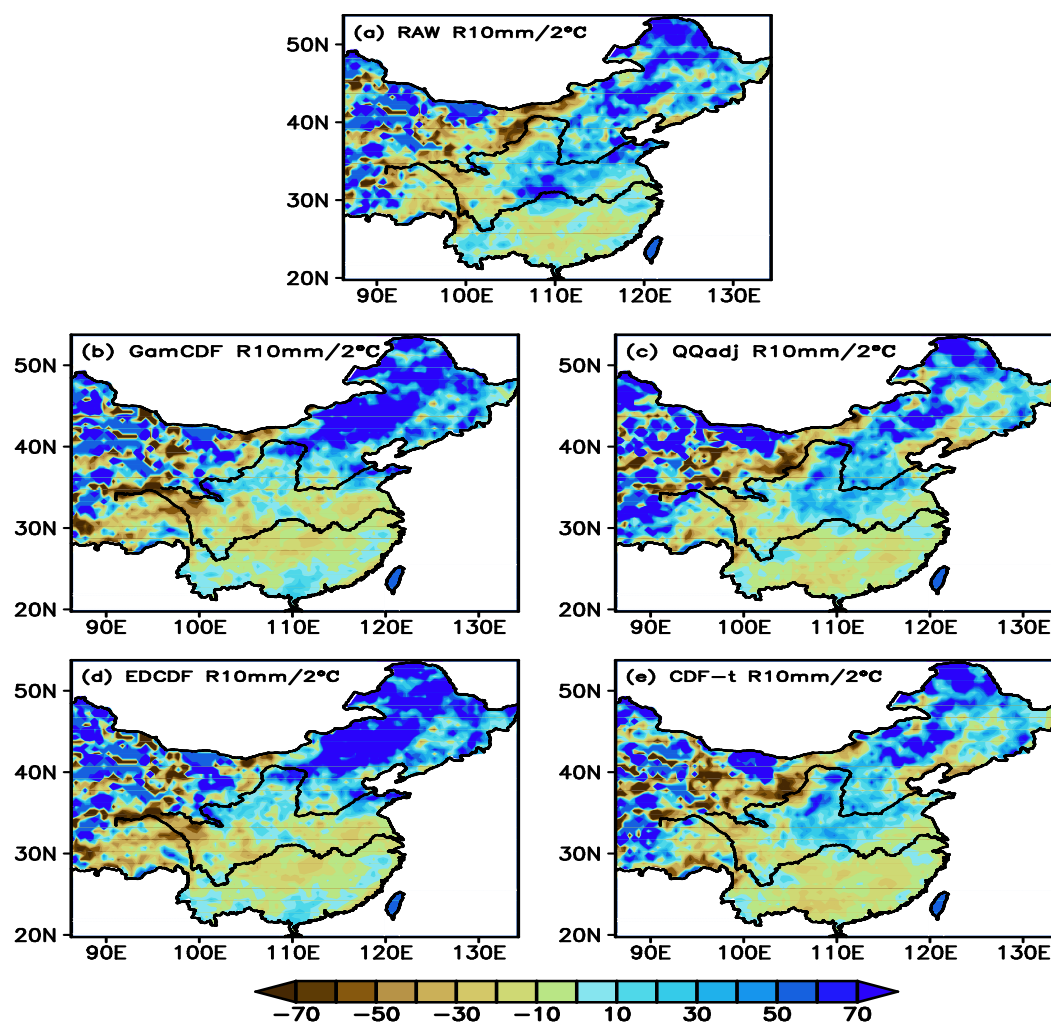 (a) RAW R10mm/2℃
50N
40N
30N
20N
90E 100E 110E 120E 130E
(b) GamCDF R10mm/2℃
50N
40N
30N
20N
90E 100E 110E 120E 130E
(c) QQadj R10mm/2℃
50N
40N
30N
20N
90E 100E 110E 120E 130E
(d) EDCDF R10mm/2℃
50N
40N
30N
20N
90E 100E 110E 120E 130E
(e) CDF-t R10mm/2℃
50N
40N
30N
20N
90E 100E 110E 120E 130E
-70 -50 -30 -10 10 30 50 70